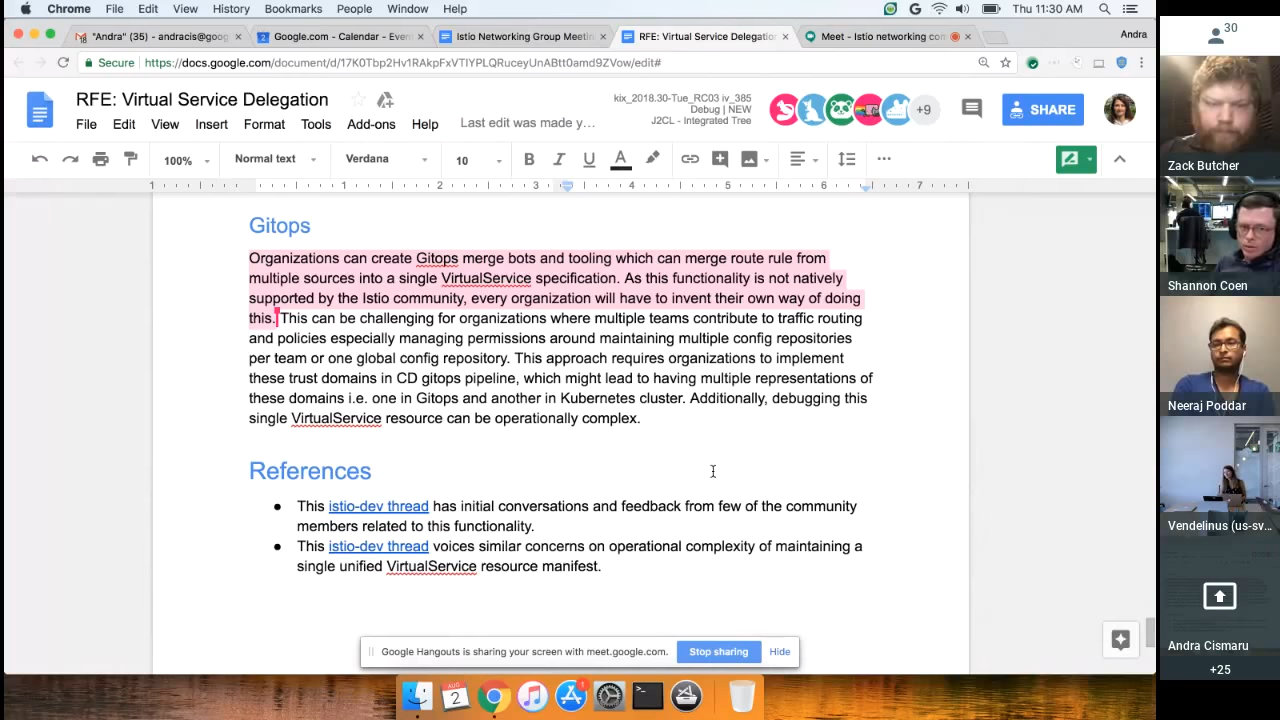 Chrome File Edit View History Bookmarks People Window Help Thu 11:30 AM
"Andra" (35) - andracis@goog
Google.com - Calendar - Even
Istio Networking Group Meeting
RFE: Virtual Service Delegation
Meet - Istio networking com
Andra
Secure https://docs.google.com/document/d/17K0Tbp2Hv1RAkpFxVTIYPLQRuceyUnABtt0amd9ZVow/edit#
RFE: Virtual Service Delegation
File Edit View Insert Format Tools Add-ons Help Last edit was made y…
kix_2018.30-Tue_RC03 iv_385
Debug | NEW
J2CL - Integrated Tree
+9
SHARE
100% Normal text Verdana 10 B I U A
1 1 2 3 4 5 6 7
Gitops
Organizations can create Gitops merge bots and tooling which can merge route rule from
multiple sources into a single VirtualService specification. As this functionality is not natively
supported by the Istio community, every organization will have to invent their own way of doing
this. This can be challenging for organizations where multiple teams contribute to traffic routing
and policies especially managing permissions around maintaining multiple config repositories
per team or one global config repository. This approach requires organizations to implement
these trust domains in CD gitops pipeline, which might lead to having multiple representations of
these domains i.e. one in Gitops and another in Kubernetes cluster. Additionally, debugging this
single VirtualService resource can be operationally complex.
References
● This istio-dev thread has initial conversations and feedback from few of the community
members related to this functionality.
● This istio-dev thread voices similar concerns on operational complexity of maintaining a
single unified VirtualService resource manifest.
Google Hangouts is sharing your screen with meet.google.com. Stop sharing Hide
AUG
2
1
30
Zack Butcher
Shannon Coen
Neeraj Poddar
Vendelinus (us-sv...
Andra Cismaru
+25